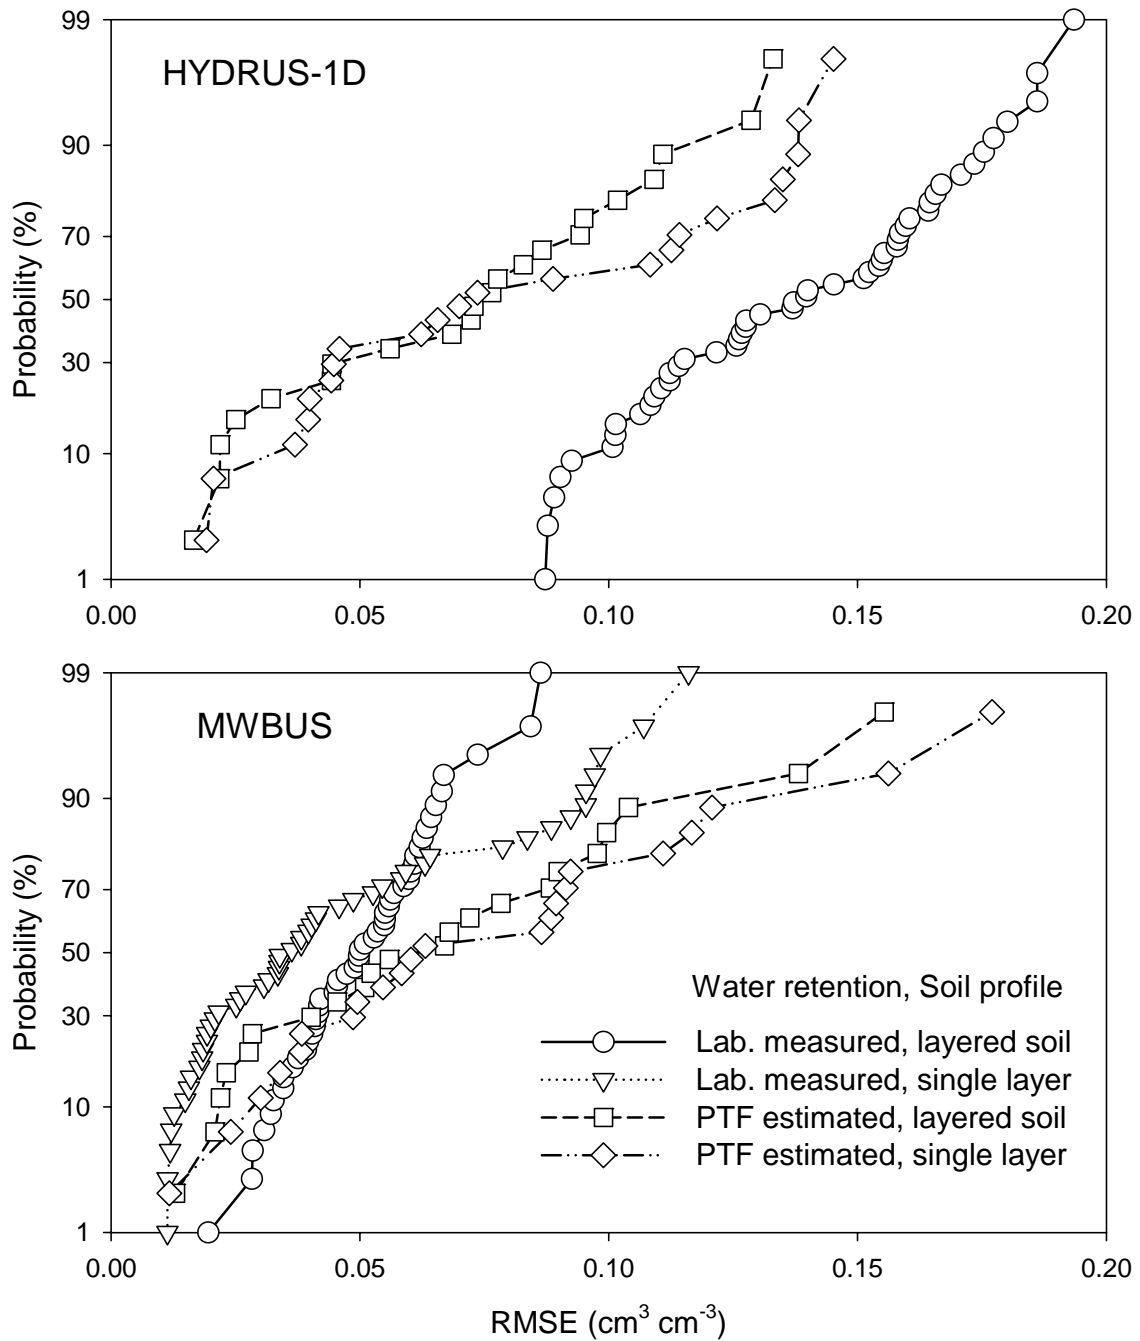 99
HYDRUS-1D
90
Probability (%)
70
50
30
10
1
0.00 0.05 0.10 0.15 0.20
99
MWBUS
90
Probability (%)
70
50
30
10
1
Water retention, Soil profile
Lab. measured, layered soil
Lab. measured, single layer
PTF estimated, layered soil
PTF estimated, single layer
0.00 0.05 0.10 0.15 0.20
RMSE (cm³ cm⁻³)